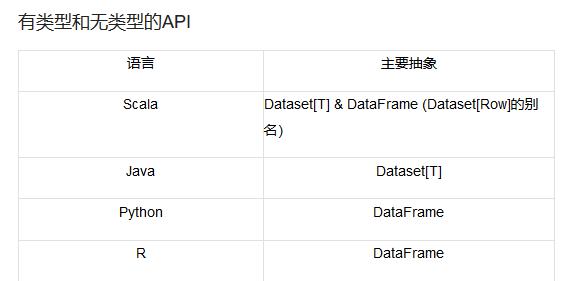 有类型和无类型的API
语言 主要抽象
Scala Dataset[T] & DataFrame (Dataset[Row]的别
名)
Java Dataset[T]
Python DataFrame
R DataFrame